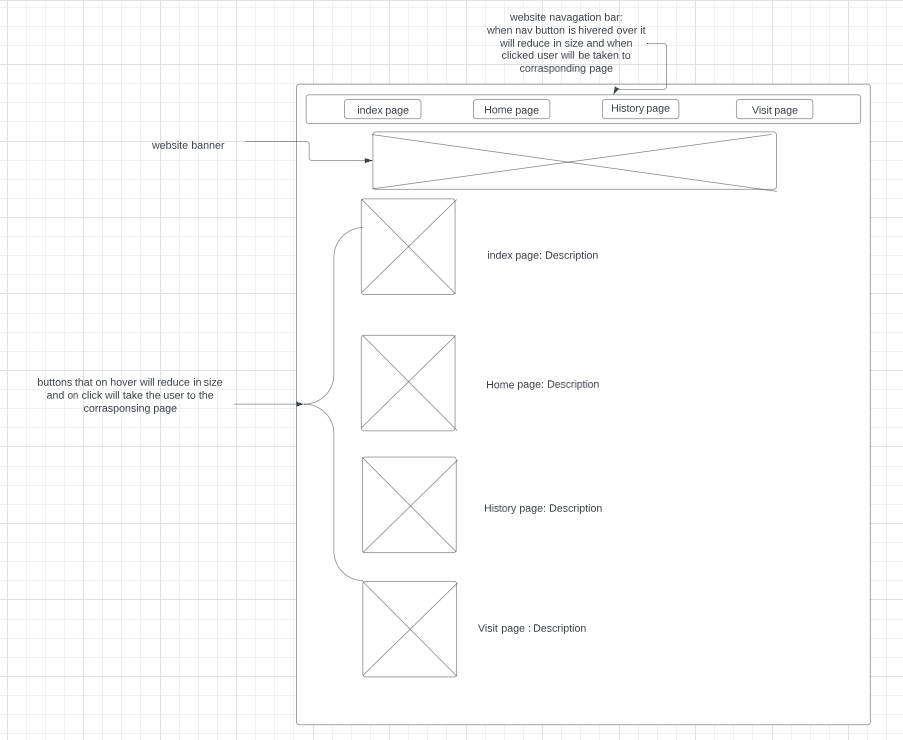 website navagation bar:
when nav button is hivered over it
will reduce in size and when
clicked user will be taken to
corrasponding page
index page
Home page
History page
Visit page
website banner
index page: Description
buttons that on hover will reduce in size
and on click will take the user to the
corrasponsing page
Home page: Description
History page: Description
Visit page : Description